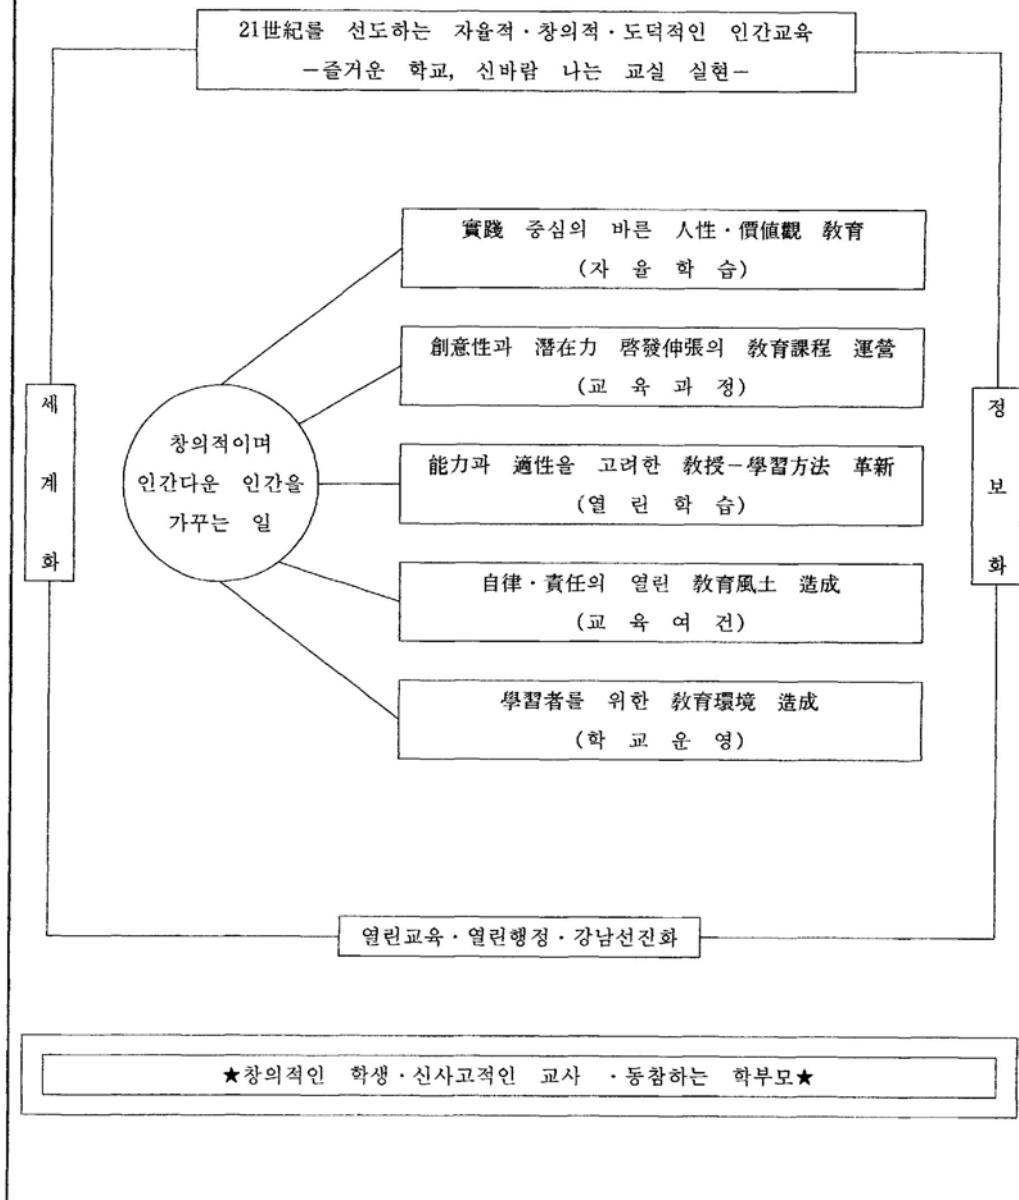 21世紀를 선도하는 자율적·창의적·도덕적인 인간교육
-즐거운 학교, 신바람 나는 교실 실현-
實踐 중심의 바른 人性·價値觀 敎育
(자 율 학 습)
創意性과 潛在力 啓發伸張의 敎育課程 運營
(교 육 과 정)
세
계
화
창의적이며
인간다운 인간을
가꾸는 일
能力과 適性을 고려한 敎授-學習方法 革新
(열 린 학 습)
정
보
화
自律·責任의 열린 敎育風土 造成
(교 육 여 건)
學習者를 위한 敎育環境 造成
(학 교 운 영)
열린교육·열린행정·강남선진화
★창의적인 학생·신사고적인 교사 ·동참하는 학부모★